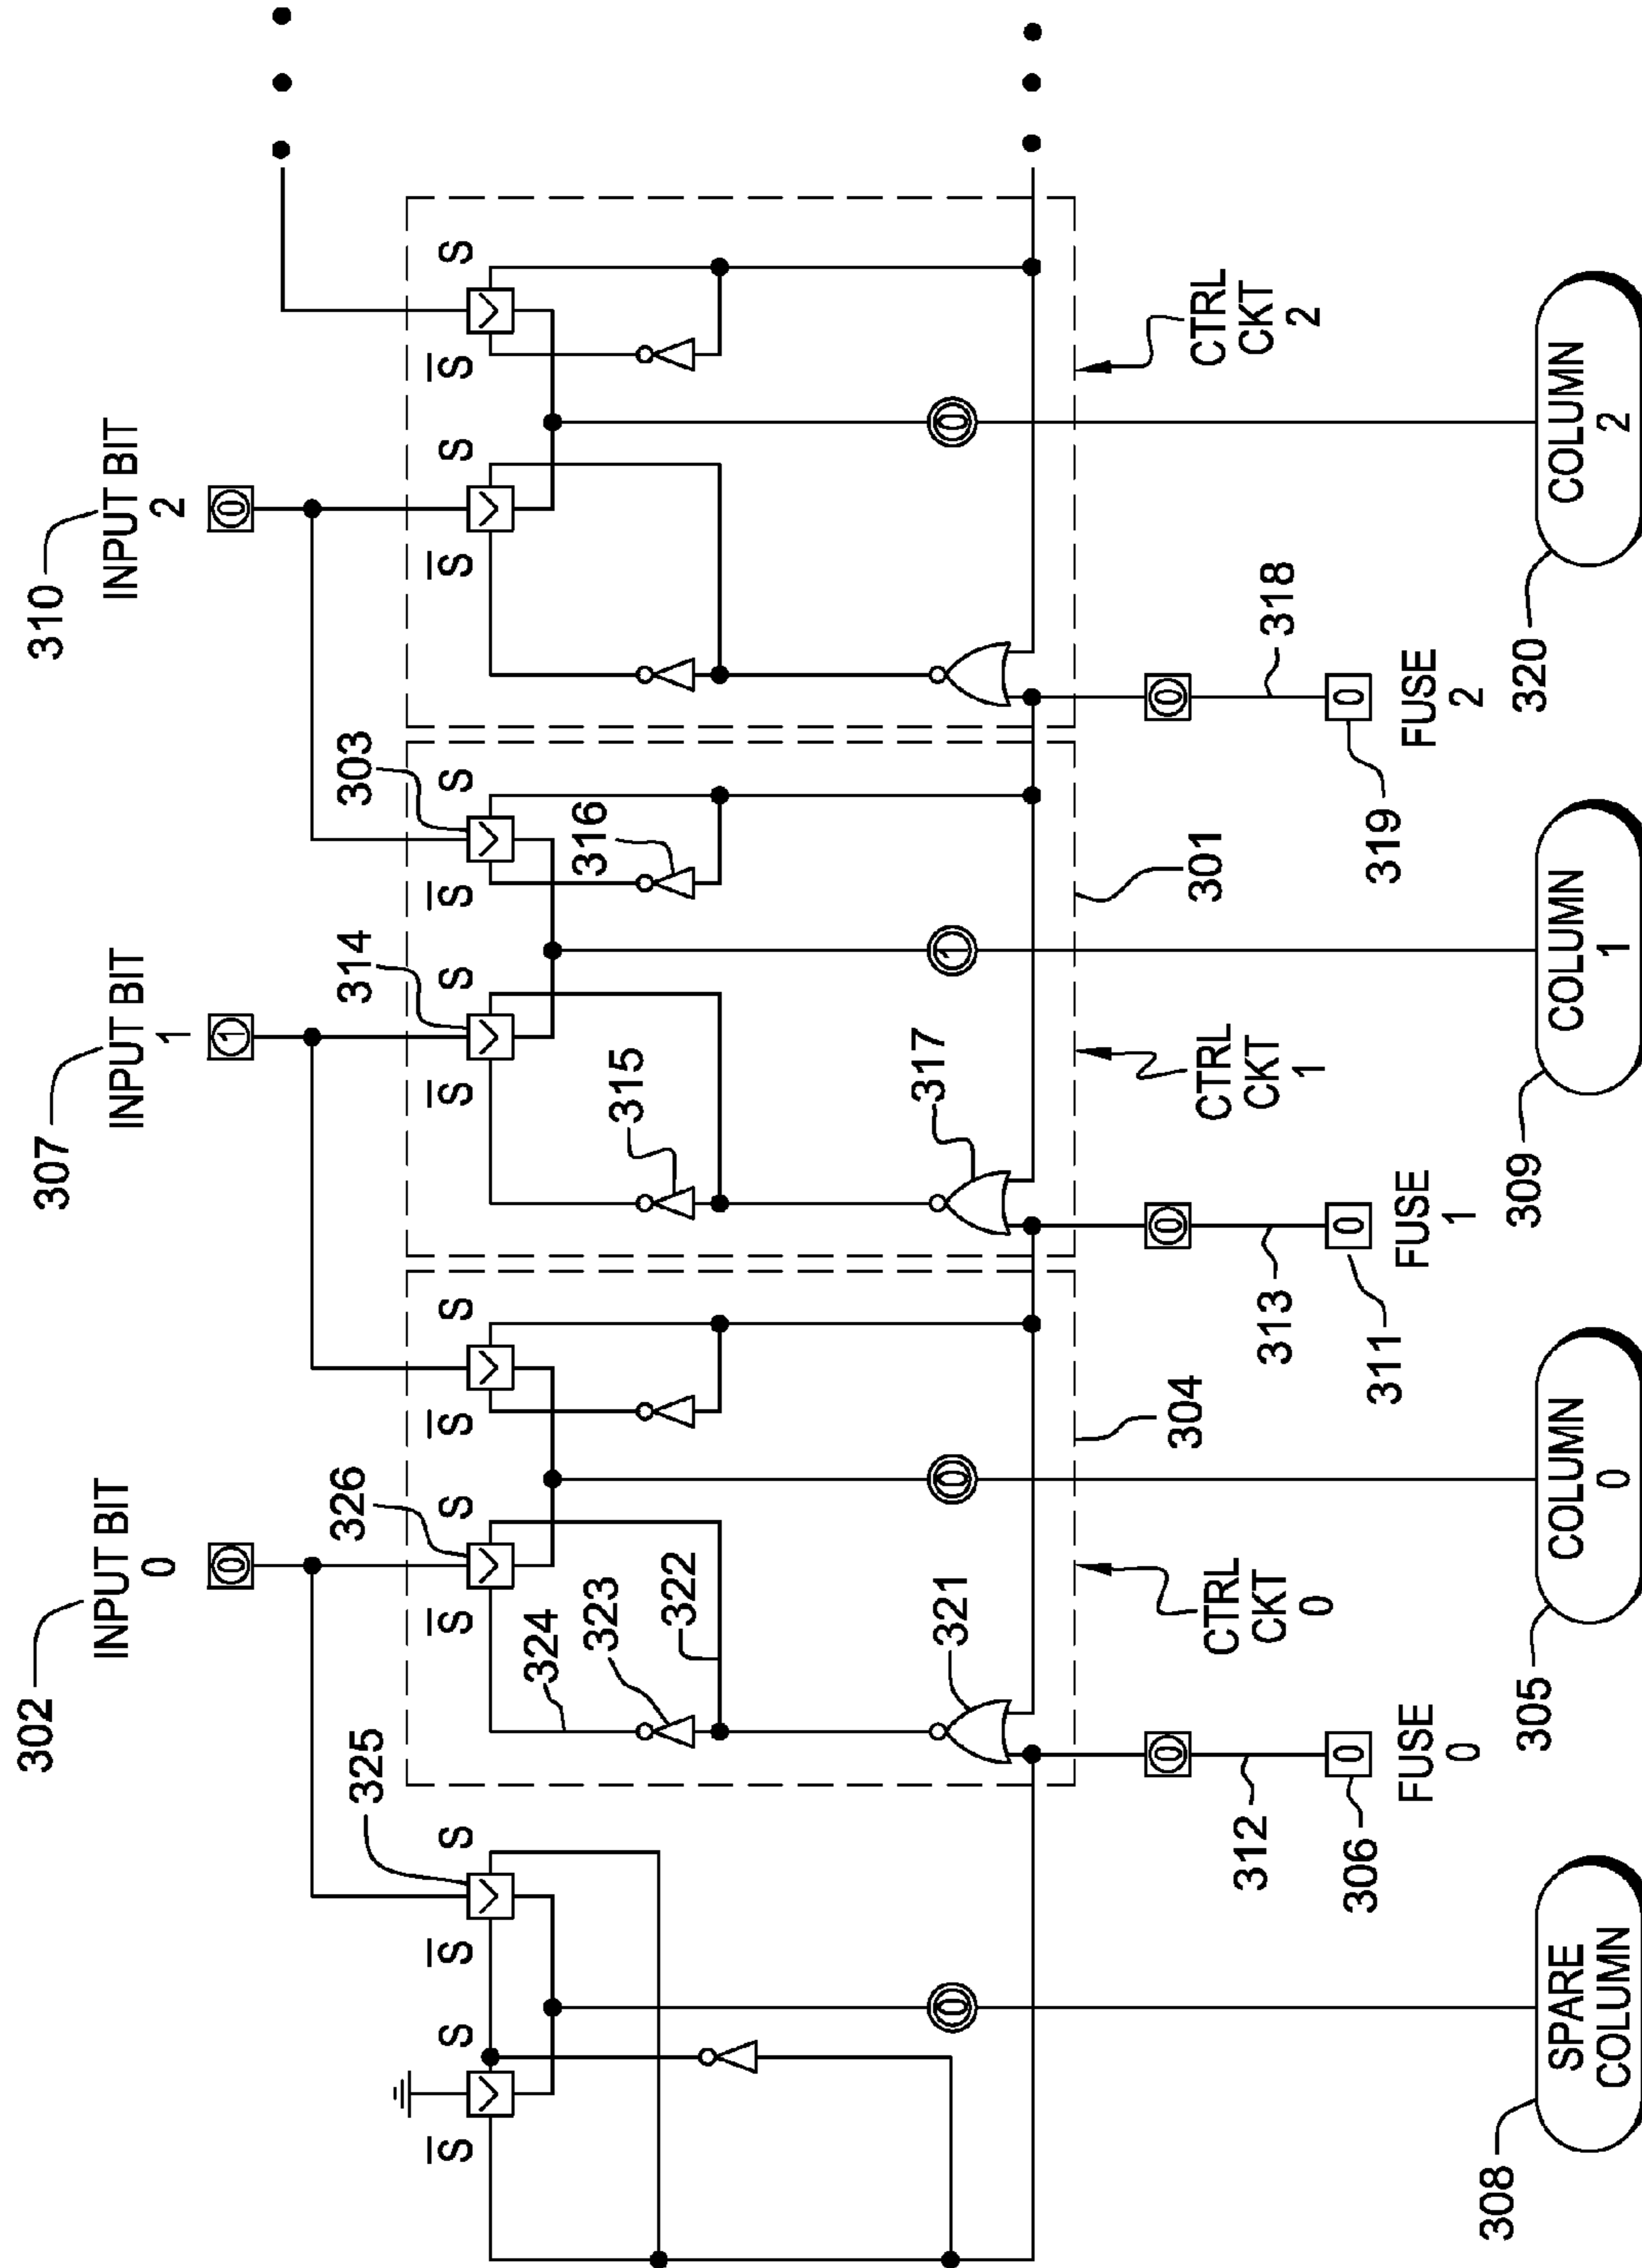 302
INPUT BIT
0
0
307
INPUT BIT
1
1
310
INPUT BIT
2
0
325
326
314
303
S̅
S
S̅
S
S̅
S
S̅
S
S̅
S
S̅
S
S̅
S
S̅
S
324
323
322
315
316
321
317
0
0
1
0
304
301
CTRL
CKT
0
CTRL
CKT
1
CTRL
CKT
2
0
0
0
312
313
318
0
0
0
306
311
319
FUSE
0
FUSE
1
FUSE
2
308
SPARE
COLUMN
305
COLUMN
0
309
COLUMN
1
320
COLUMN
2